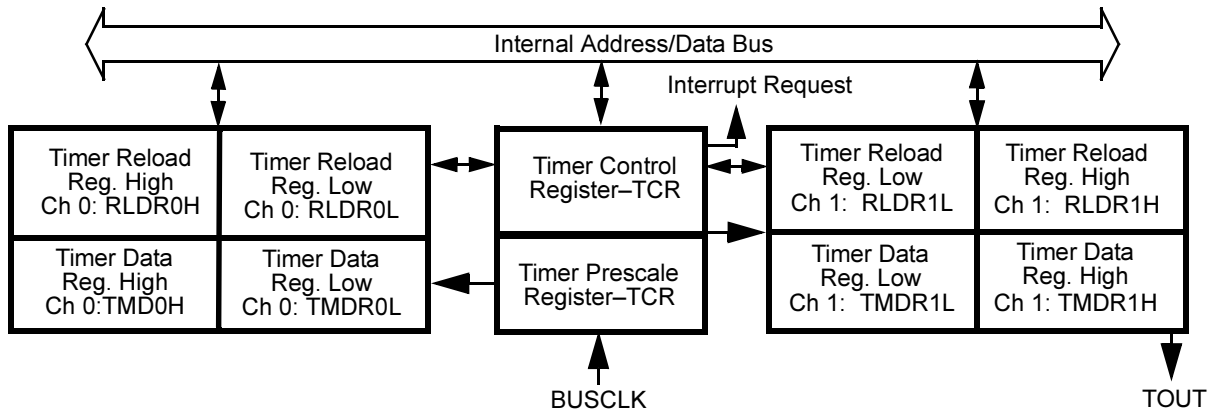 Internal Address/Data Bus
Interrupt Request
Timer Reload
Reg. High
Ch 0: RLDR0H
Timer Reload
Reg. Low
Ch 0: RLDR0L
Timer Control
Register–TCR
Timer Reload
Reg. Low
Ch 1: RLDR1L
Timer Reload
Reg. High
Ch 1: RLDR1H
Timer Data
Reg. High
Ch 0:TMD0H
Timer Data
Reg. Low
Ch 0: TMDR0L
Timer Prescale
Register–TCR
Timer Data
Reg. Low
Ch 1: TMDR1L
Timer Data
Reg. High
Ch 1: TMDR1H
BUSCLK
TOUT